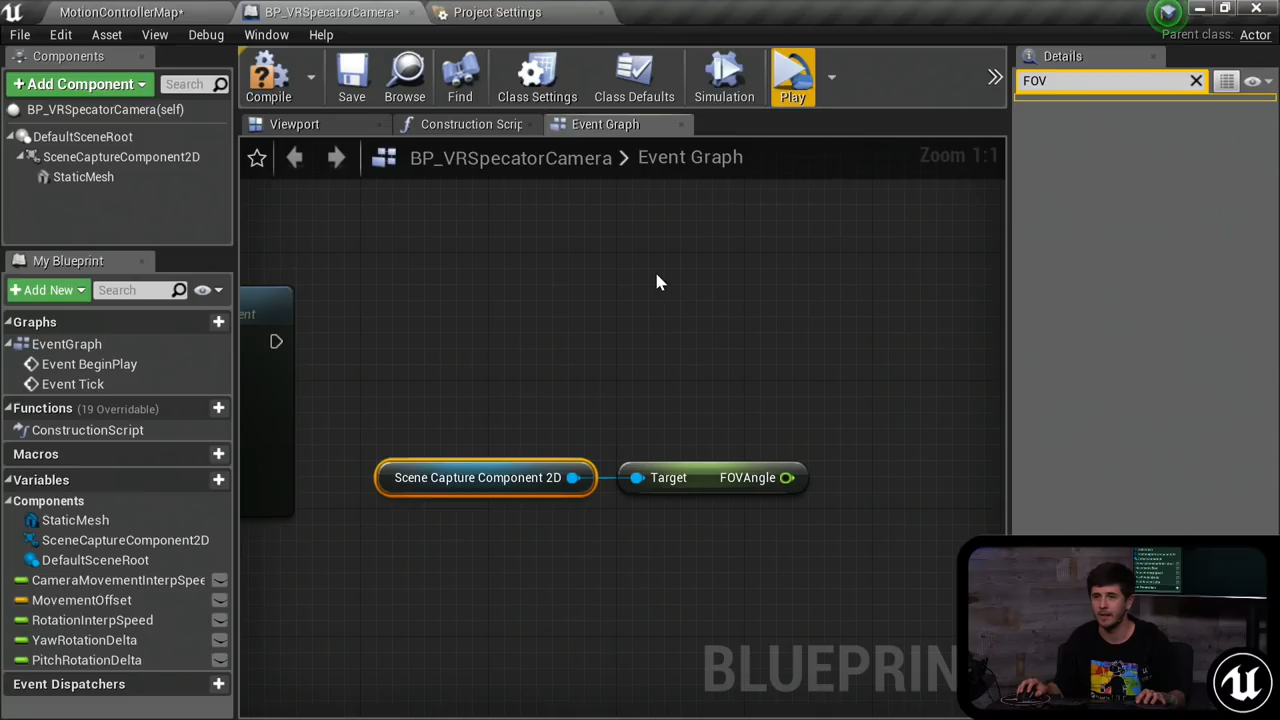 MotionControllerMap*
BP_VRSpecatorCamera*
Project Settings
File Edit Asset View Debug Window Help
Parent class: Actor
Components
Add Component
Search
BP_VRSpecatorCamera(self)
DefaultSceneRoot
SceneCaptureComponent2D
StaticMesh
My Blueprint
Add New
Search
Graphs
EventGraph
Event BeginPlay
Event Tick
Functions (19 Overridable)
ConstructionScript
Macros
Variables
Components
StaticMesh
SceneCaptureComponent2D
DefaultSceneRoot
CameraMovementInterpSpee
MovementOffset
RotationInterpSpeed
YawRotationDelta
PitchRotationDelta
Event Dispatchers
Compile Save Browse Find Class Settings Class Defaults Simulation Play
Viewport
Construction Scrip
Event Graph
BP_VRSpecatorCamera > Event Graph
Zoom 1:1
ent
Scene Capture Component 2D
Target FOVAngle
BLUEPRIN
Details
FOV